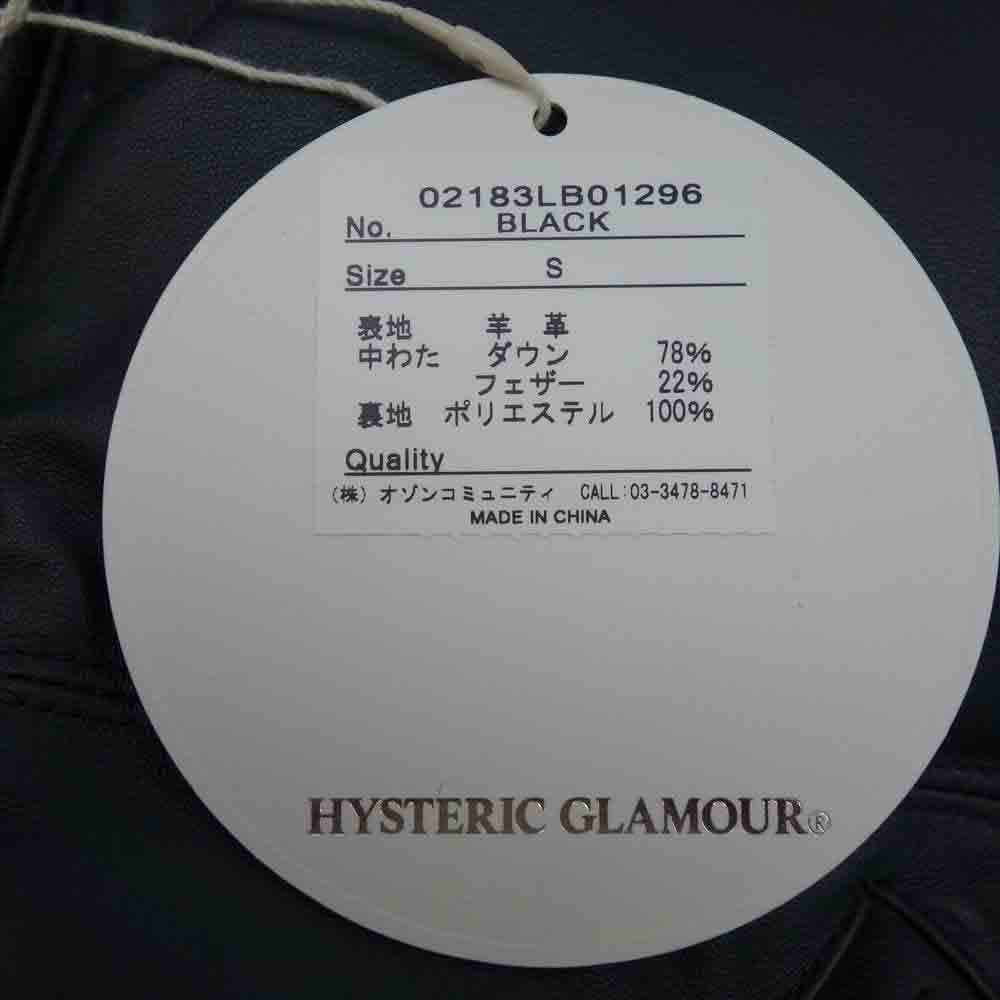 02183LB01296
No. BLACK
Size S
表地 羊革
中わた ダウン 78%
フェザー 22%
裏地 ポリエステル 100%
Quality
(株) オゾンコミュニティ CALL:03-3478-8471
MADE IN CHINA
HYSTERIC GLAMOUR®